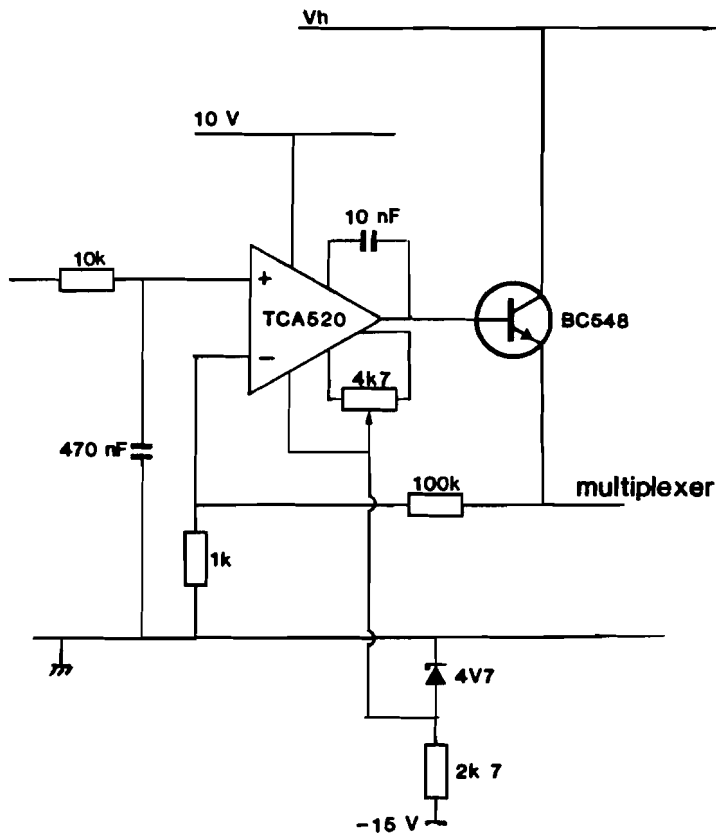 Vh
10 V
10 nF
10k
+
TCA520
BC548
−
4k7
470 nF
100k
multiplexer
1k
4V7
2k 7
-15 V